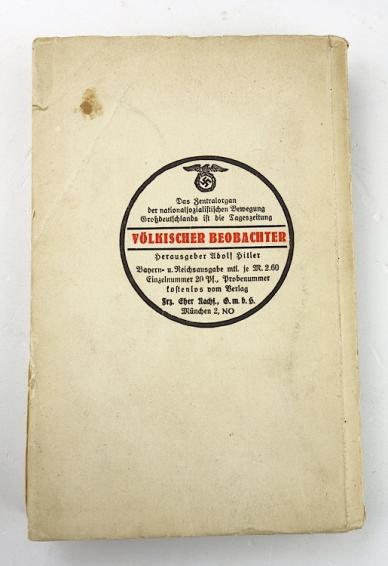 Das Zentralorgan
der nationalsozialistischen Bewegung
Großdeutschlands ist die Tageszeitung
VÖLKISCHER BEOBACHTER
Herausgeber Adolf Hitler
Bayern- u. Reichsausgabe mtl. je M. 2.60
Einzelnummer 20 Pf., Probenummer
kostenlos vom Verlag
Frz. Eher Nachf., G. m. b. H.
München 2, NO